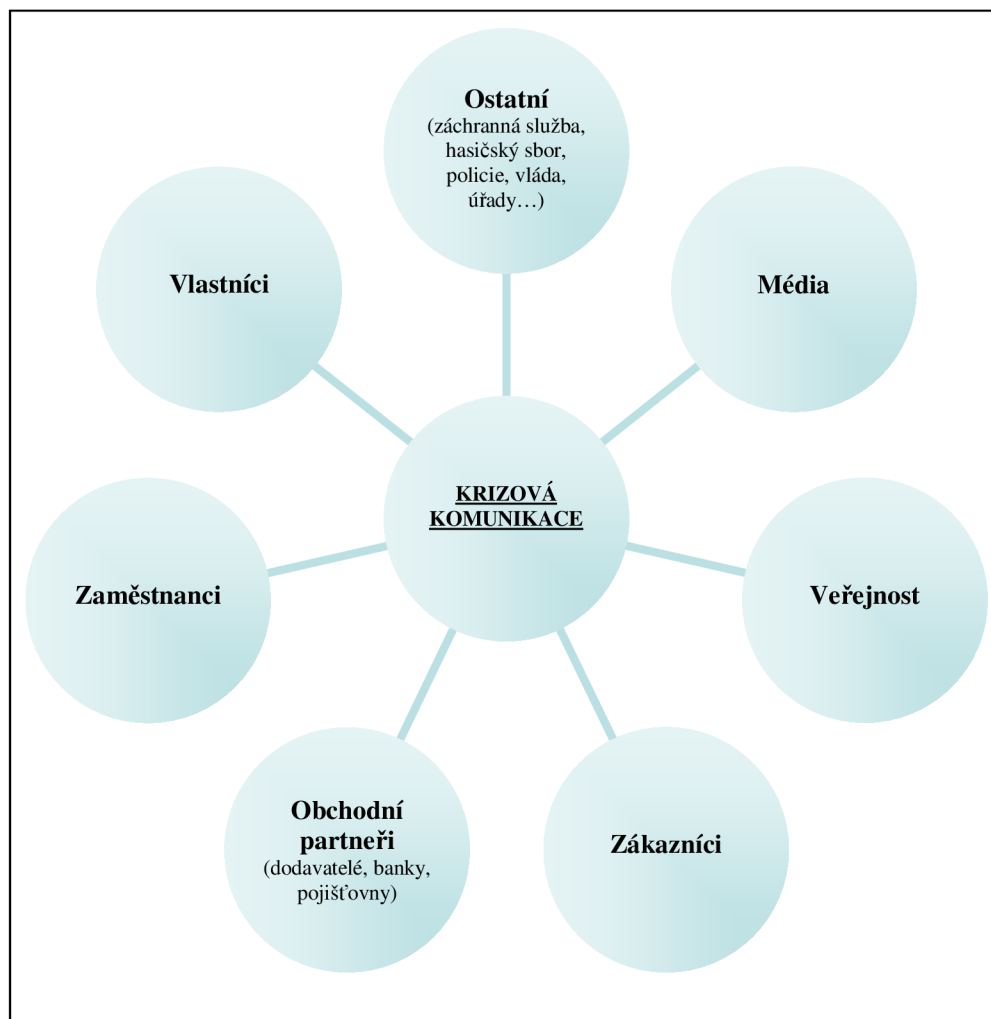 Ostatní
(záchranná služba,
hasičský sbor,
policie, vláda,
úřady…)
Vlastníci
Média
KRIZOVÁ
KOMUNIKACE
Zaměstnanci
Veřejnost
Obchodní
partneři
(dodavatelé, banky,
pojišťovny)
Zákazníci